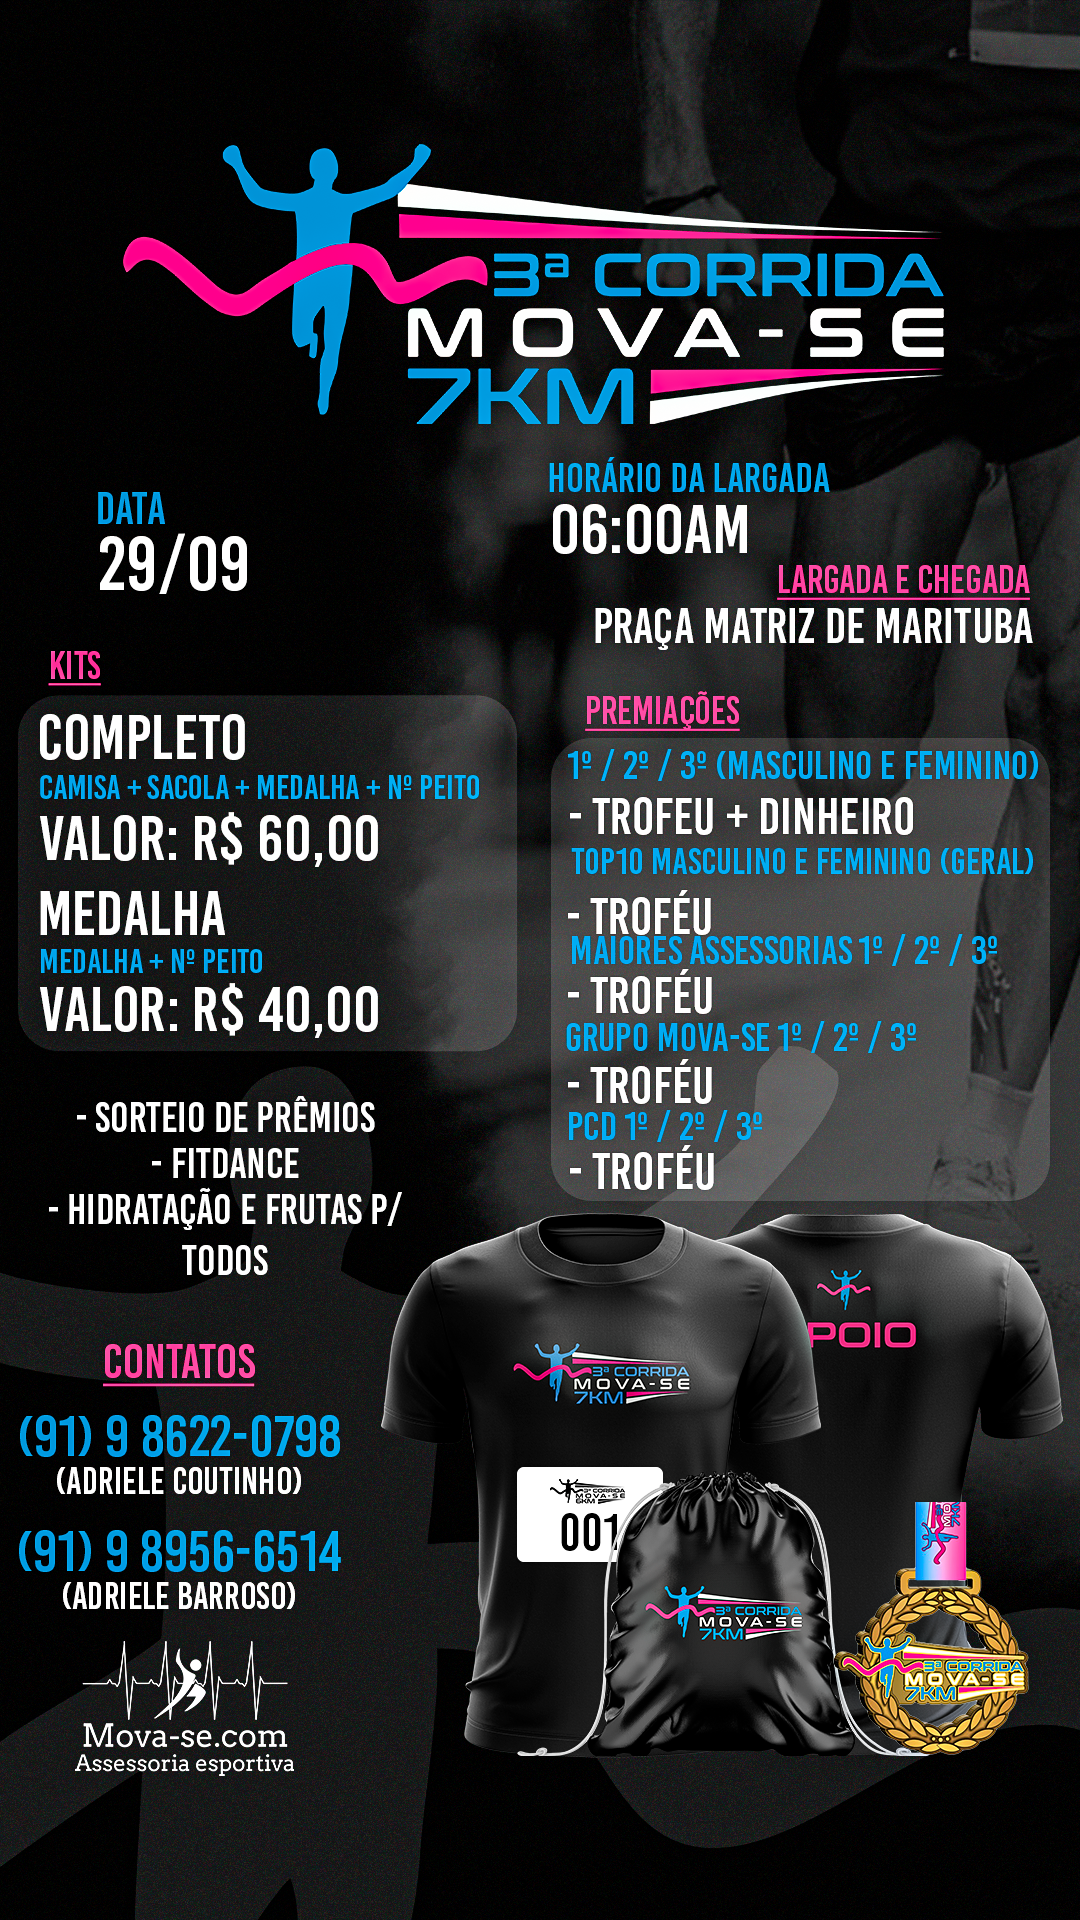 3ª CORRIDA
MOVA-SE
7KM
DATA
29/09
HORÁRIO DA LARGADA
06:00AM
LARGADA E CHEGADA
PRAÇA MATRIZ DE MARITUBA
KITS
COMPLETO
CAMISA + SACOLA + MEDALHA + Nº PEITO
VALOR: R$ 60,00
MEDALHA
MEDALHA + Nº PEITO
VALOR: R$ 40,00
PREMIAÇÕES
1º / 2º / 3º (MASCULINO E FEMININO)
- TROFEU + DINHEIRO
TOP10 MASCULINO E FEMININO (GERAL)
- TROFÉU
MAIORES ASSESSORIAS 1º / 2º / 3º
- TROFÉU
GRUPO MOVA-SE 1º / 2º / 3º
- TROFÉU
PCD 1º / 2º / 3º
- TROFÉU
- SORTEIO DE PRÊMIOS
- FITDANCE
- HIDRATAÇÃO E FRUTAS P/
TODOS
CONTATOS
(91) 9 8622-0798
(ADRIELE COUTINHO)
(91) 9 8956-6514
(ADRIELE BARROSO)
Mova-se.com
Assessoria esportiva
3ª CORRIDA
MOVA-SE
7KM
POIO
3ª CORRIDA
MOVA-SE
6KM
001
3ª CORRIDA
MOVA-SE
7KM
3ª CORRIDA
MOVA-SE
7KM